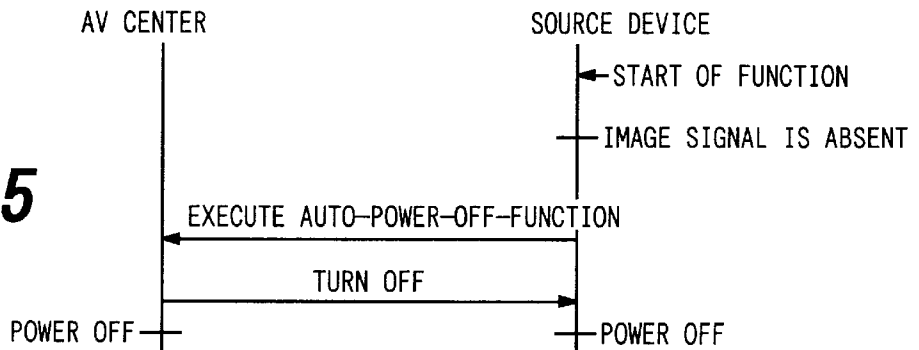 AV CENTER
SOURCE DEVICE
START OF FUNCTION
IMAGE SIGNAL IS ABSENT
5
EXECUTE AUTO-POWER-OFF-FUNCTION
TURN OFF
POWER OFF
POWER OFF